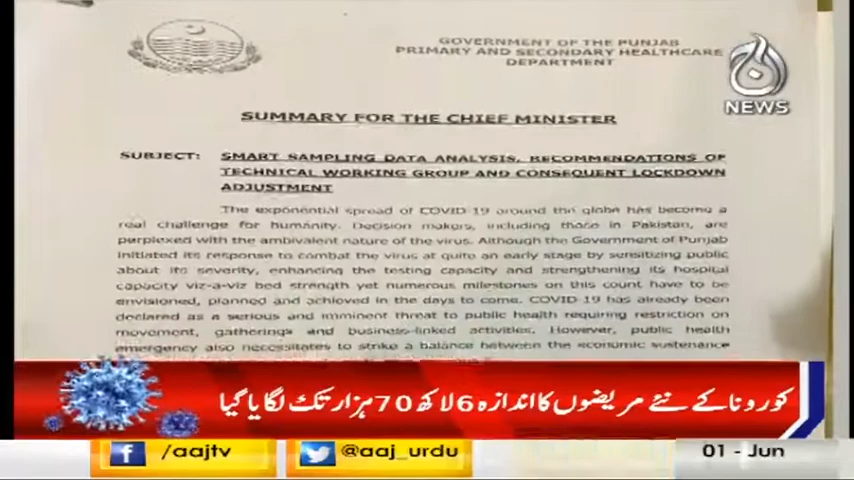 GOVERNMENT OF THE PUNJAB
PRIMARY AND SECONDARY HEALTHCARE
DEPARTMENT
NEWS
SUMMARY FOR THE CHIEF MINISTER
SUBJECT: SMART SAMPLING DATA ANALYSIS, RECOMMENDATIONS OF
TECHNICAL WORKING GROUP AND CONSEQUENT LOCKDOWN
ADJUSTMENT
The exponential spread of COVID-19 around the globe has become a
real challenge for humanity. Decision makers, including those in Pakistan, are
perplexed with the ambivalent nature of the virus. Although the Government of Punjab
initiated its response to combat the virus at quite an early stage by sensitizing public
about its severity, enhancing the testing capacity and strengthening its hospital
capacity viz-a-viz bed strength yet numerous milestones on this count have to be
envisioned, planned and achieved in the days to come. COVID-19 has already been
declared as a serious and imminent threat to public health requiring restriction on
movement, gatherings and business-linked activities. However, public health
emergency also necessitates to strike a balance between the economic sustenance
کورونا کے نئے مریضوں کا اندازہ 6 لاکھ 70 ہزار تک لگایا گیا
/aajtv
@aaj_urdu
01 - Jun